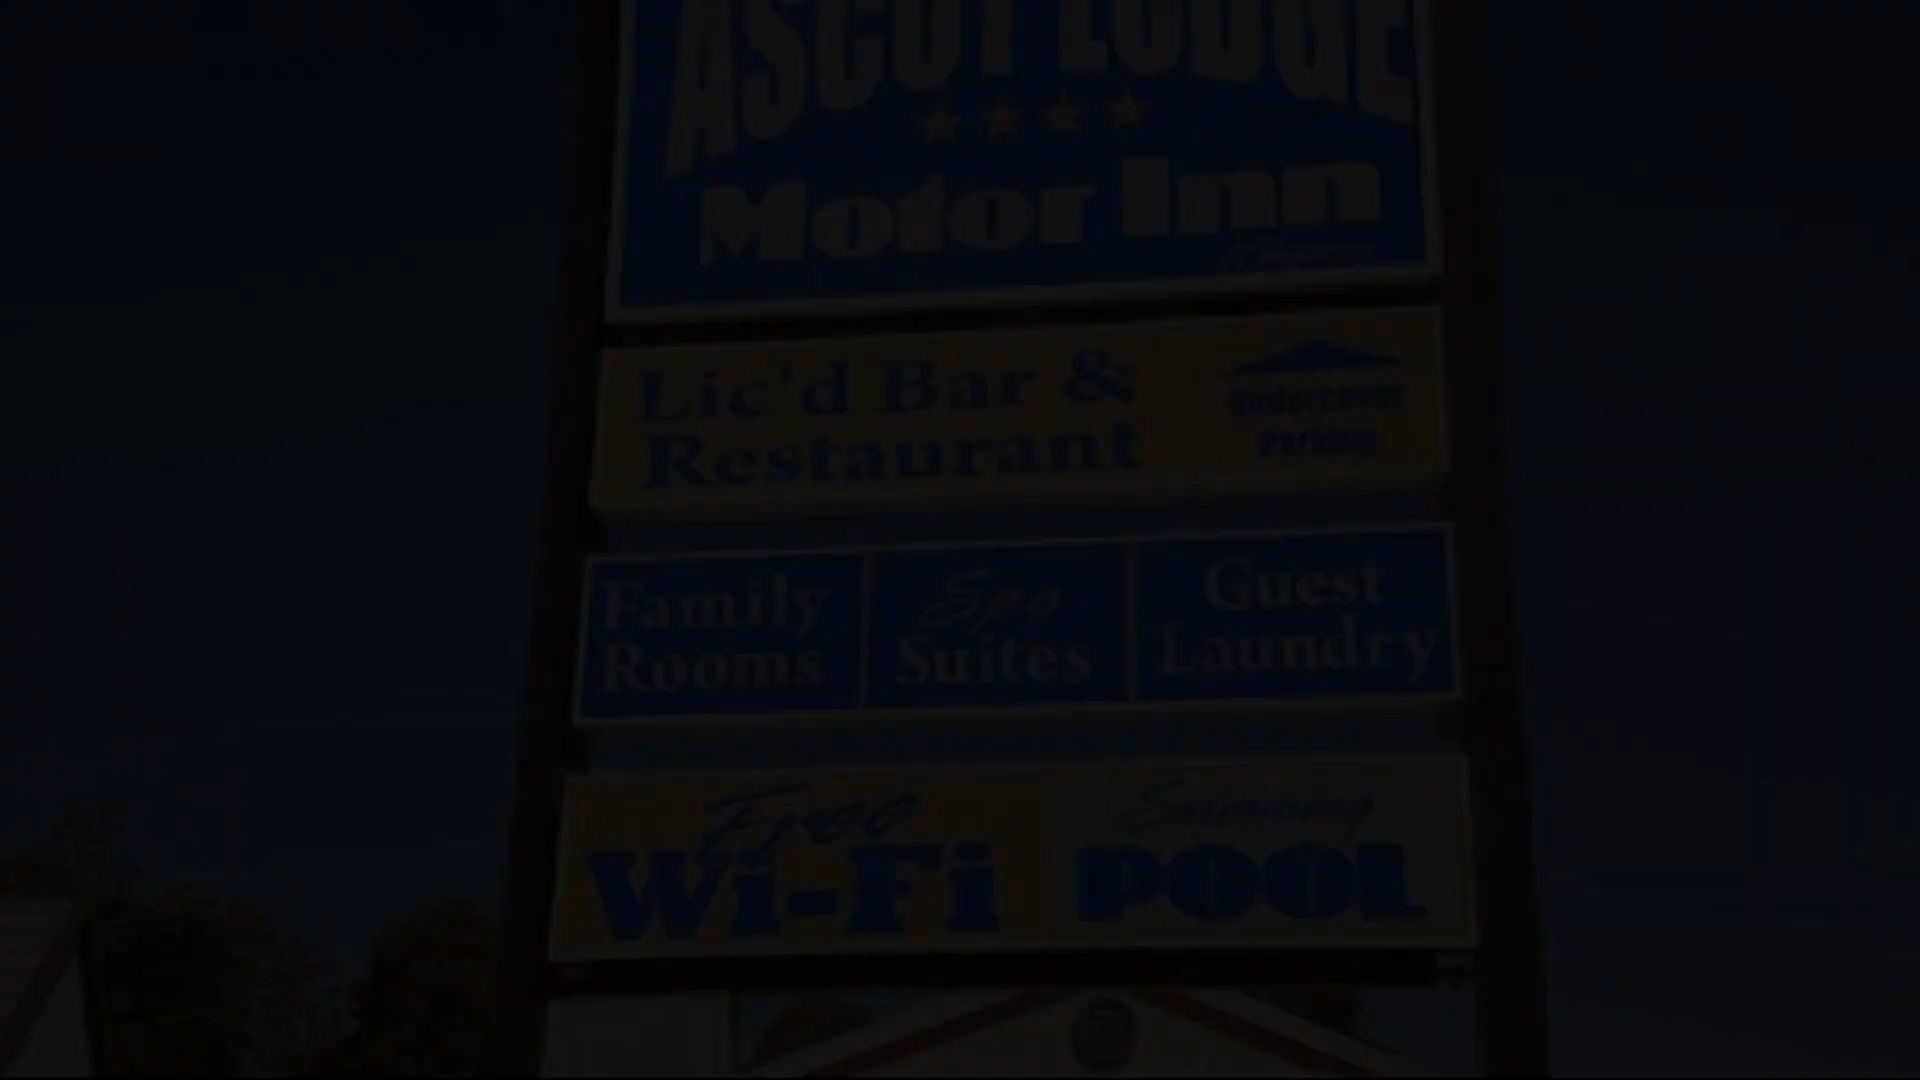 ASCOT LODGE
Motor Inn
Lic'd Bar &
Restaurant
Undercover
Parking
Family
Rooms
Spa
Suites
Guest
Laundry
Free
Wi-Fi
Swimming
POOL